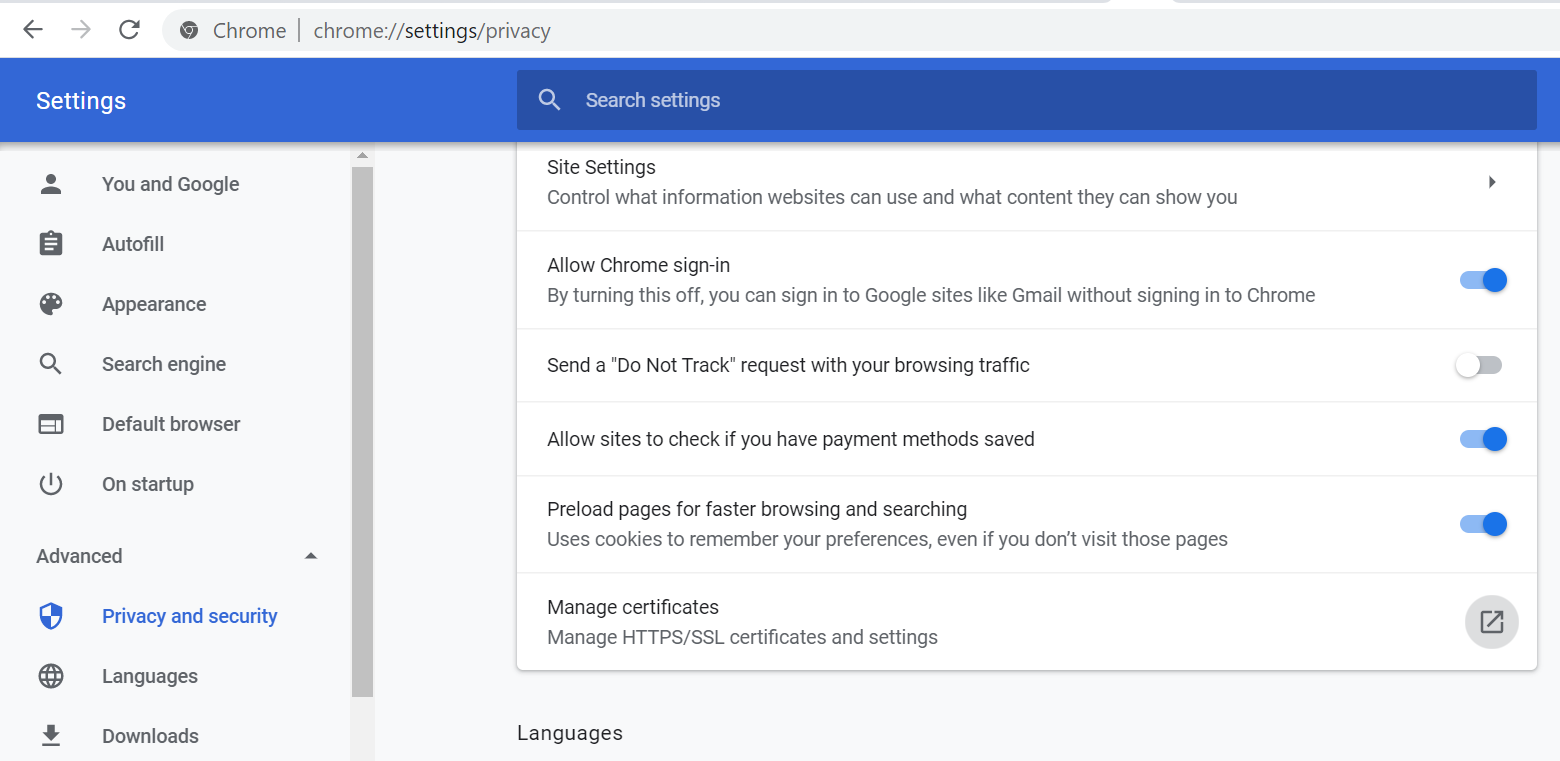 Chrome | chrome://settings/privacy
Settings
Search settings
You and Google
Autofill
Appearance
Search engine
Default browser
On startup
Advanced
Privacy and security
Languages
Downloads
Site Settings
Control what information websites can use and what content they can show you
Allow Chrome sign-in
By turning this off, you can sign in to Google sites like Gmail without signing in to Chrome
Send a "Do Not Track" request with your browsing traffic
Allow sites to check if you have payment methods saved
Preload pages for faster browsing and searching
Uses cookies to remember your preferences, even if you don’t visit those pages
Manage certificates
Manage HTTPS/SSL certificates and settings
Languages